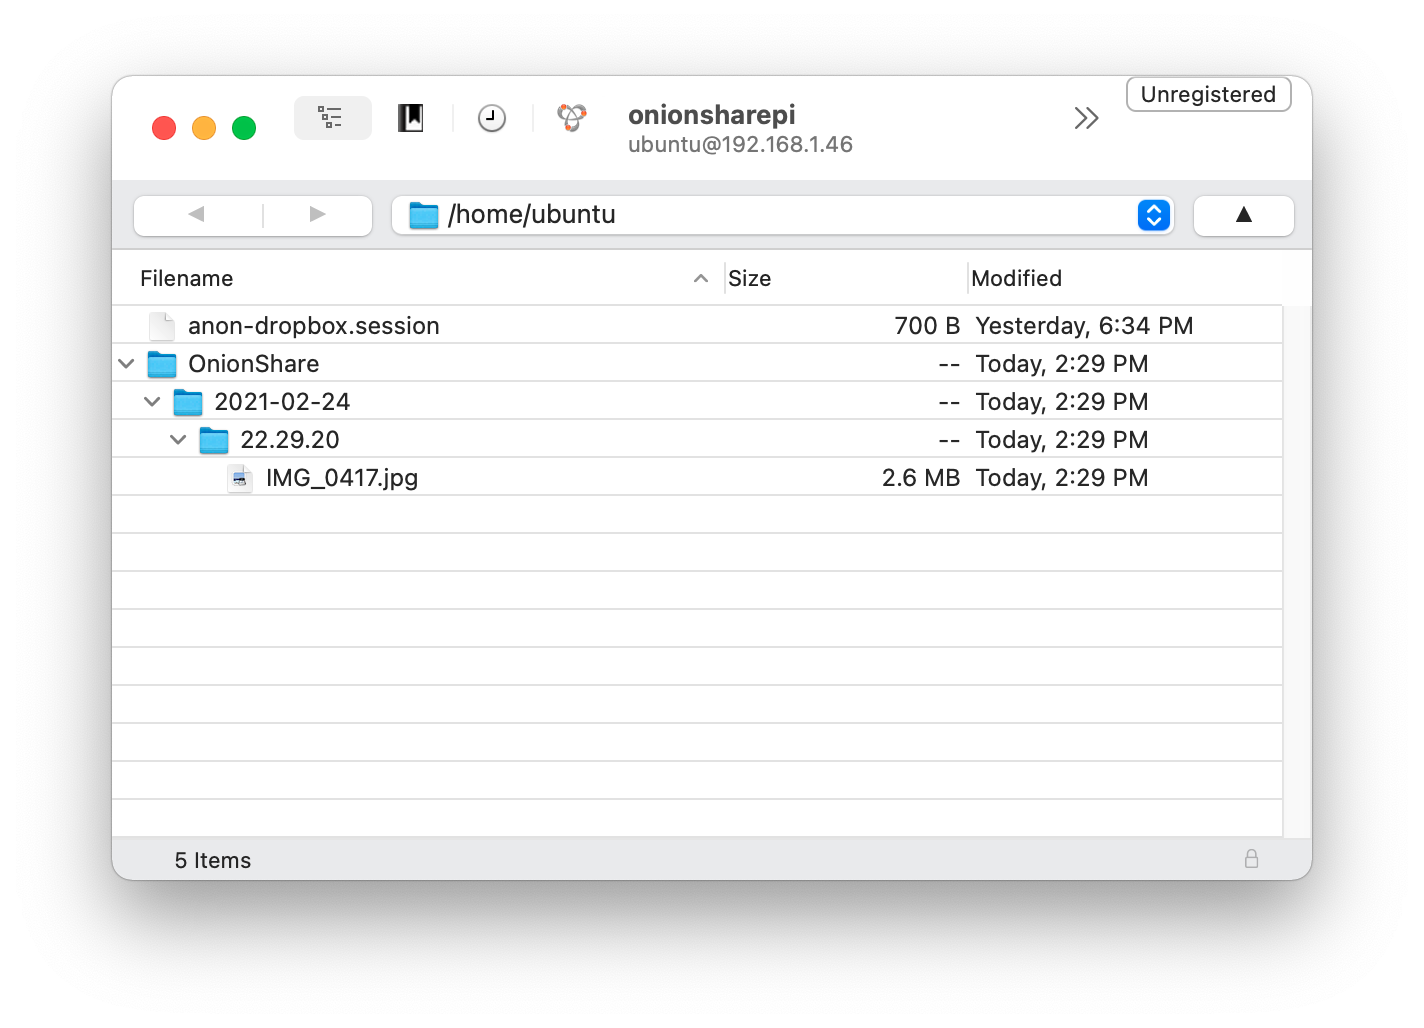 Unregistered
onionsharepi
ubuntu@192.168.1.46
/home/ubuntu
Filename Size Modified
anon-dropbox.session 700 B Yesterday, 6:34 PM
OnionShare -- Today, 2:29 PM
2021-02-24 -- Today, 2:29 PM
22.29.20 -- Today, 2:29 PM
IMG_0417.jpg 2.6 MB Today, 2:29 PM
5 Items